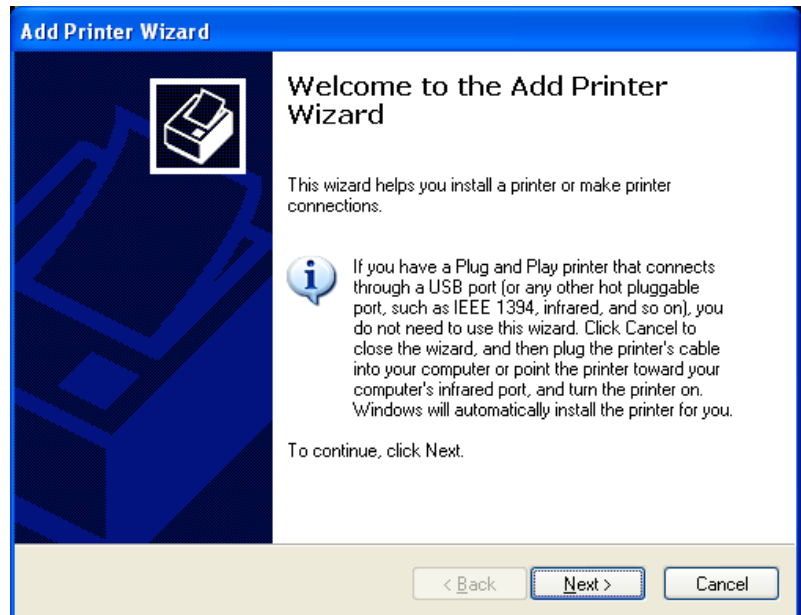 Add Printer Wizard
Welcome to the Add Printer
Wizard
This wizard helps you install a printer or make printer
connections.
If you have a Plug and Play printer that connects
through a USB port (or any other hot pluggable
port, such as IEEE 1394, infrared, and so on), you
do not need to use this wizard. Click Cancel to
close the wizard, and then plug the printer's cable
into your computer or point the printer toward your
computer's infrared port, and turn the printer on.
Windows will automatically install the printer for you.
To continue, click Next.
< Back Next > Cancel